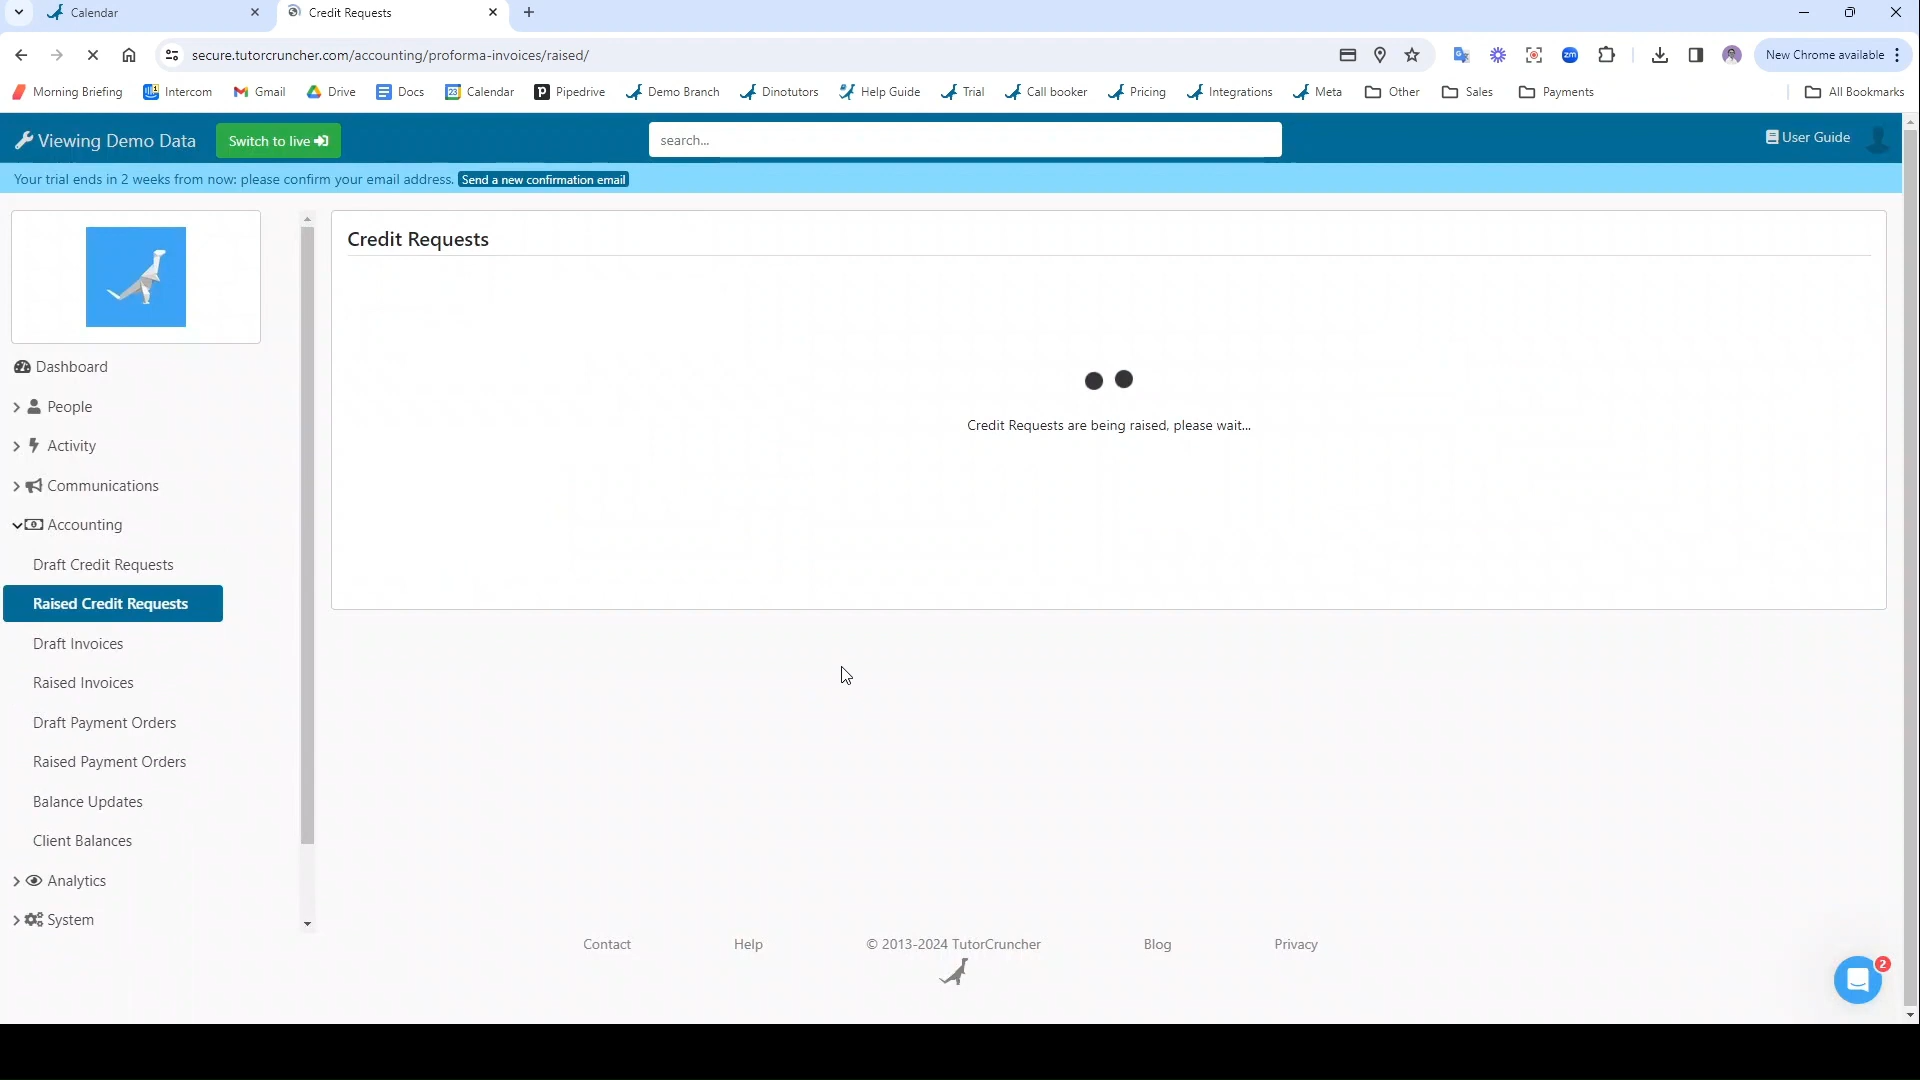 Calendar
Credit Requests
secure.tutorcruncher.com/accounting/proforma-invoices/raised/
zm
New Chrome available
Morning Briefing
Intercom
Gmail
Drive
Docs
23
Calendar
Pipedrive
Demo Branch
Dinotutors
Help Guide
Trial
Call booker
Pricing
Integrations
Meta
Other
Sales
Payments
All Bookmarks
Viewing Demo Data
Switch to live
search...
User Guide
Your trial ends in 2 weeks from now: please confirm your email address. Send a new confirmation email
Credit Requests
Credit Requests are being raised, please wait...
Dashboard
People
Activity
Communications
Accounting
Draft Credit Requests
Raised Credit Requests
Draft Invoices
Raised Invoices
Draft Payment Orders
Raised Payment Orders
Balance Updates
Client Balances
Analytics
System
Contact
Help
© 2013-2024 TutorCruncher
Blog
Privacy
2